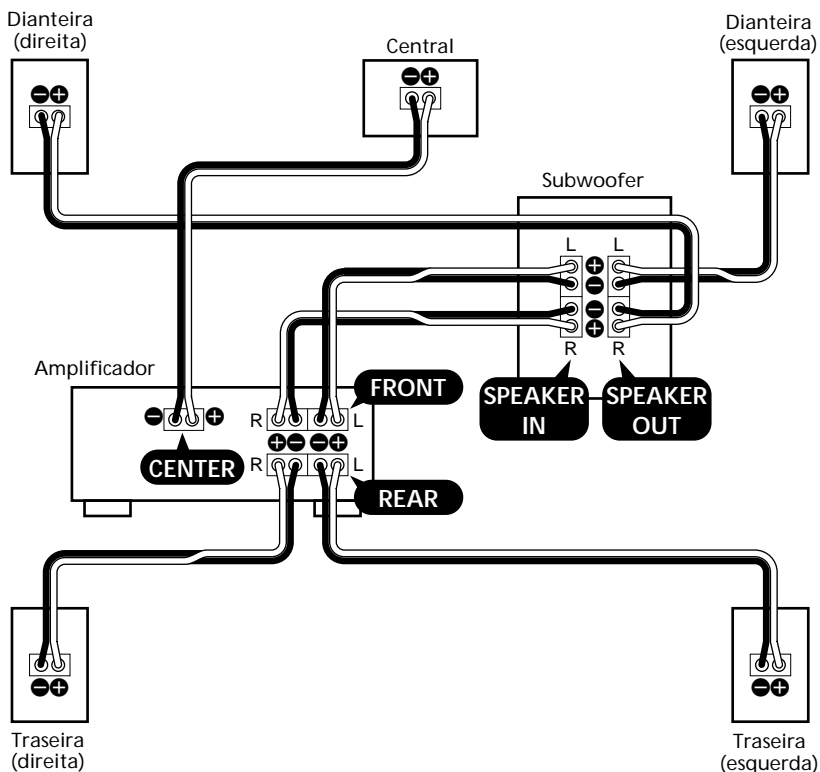 Dianteira
(direita)
Central
Dianteira
(esquerda)
Subwoofer
L
L
R
R
SPEAKER
IN
SPEAKER
OUT
Amplificador
R
L
FRONT
CENTER
R
L
REAR
Traseira
(direita)
Traseira
(esquerda)